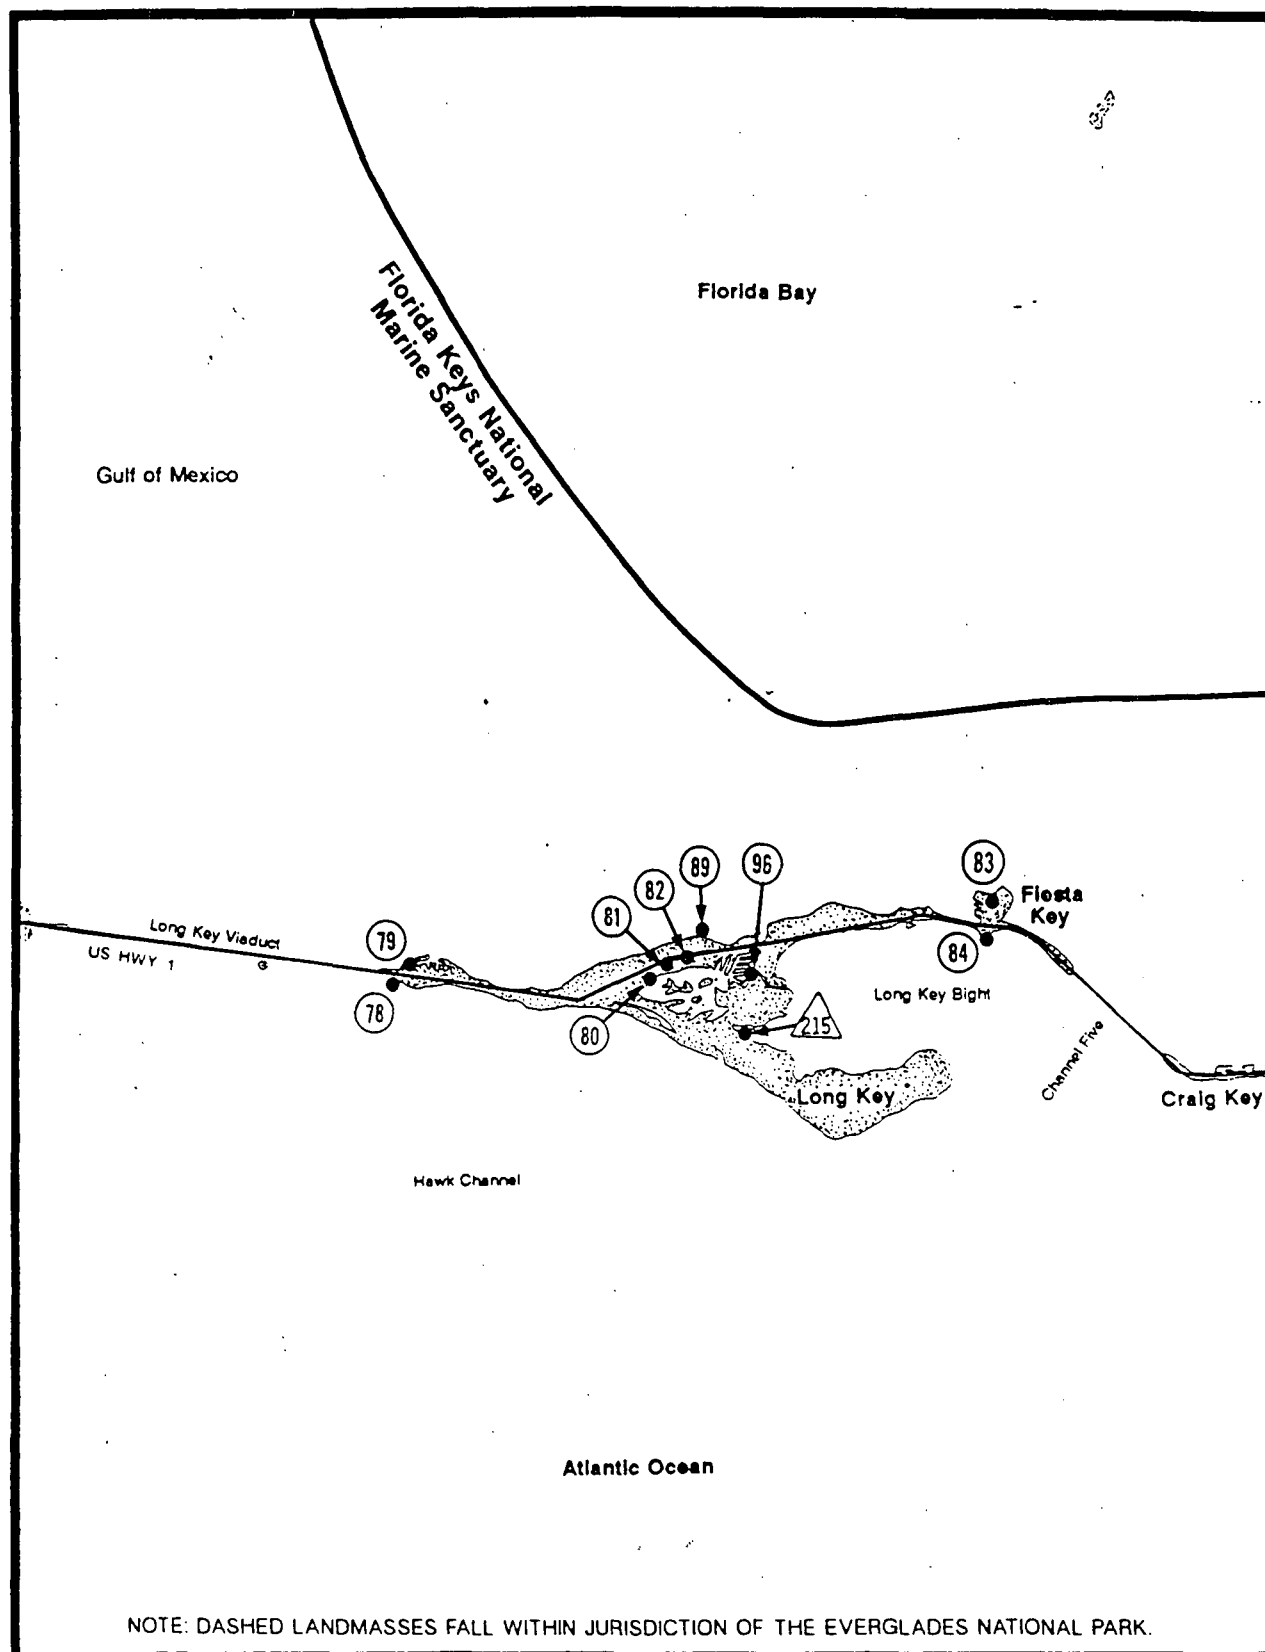 Florida Bay
Florida Keys National
Marine Sanctuary
Gulf of Mexico
89
96
83
82
Fiesta
Key
81
79
Long Key Viaduct
84
US HWY 1
Long Key Bight
78
80
215
Channel Five
Long Key
Craig Key
Hawk Channel
Atlantic Ocean
NOTE: DASHED LANDMASSES FALL WITHIN JURISDICTION OF THE EVERGLADES NATIONAL PARK.